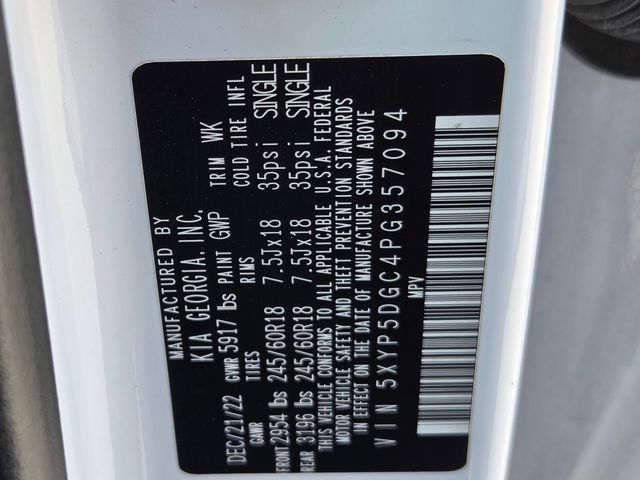 MANUFACTURED BY
KIA GEORGIA, INC.
DEC/21/22 GWWR 5917 lbs PAINT GWP TRIM WK
GAWR TIRES RIMS COLD TIRE INFL
FRONT 2954 lbs 245/60R18 7.5Jx18 35psi SINGLE
REAR 3196 lbs 245/60R18 7.5Jx18 35psi SINGLE
THIS VEHICLE CONFORMS TO ALL APPLICABLE U.S.A. FEDERAL
MOTOR VEHICLE SAFETY AND THEFT PREVENTION STANDARDS
IN EFFECT ON THE DATE OF MANUFACTURE SHOWN ABOVE
VIN 5XYP5DGC4PG357094
MPV